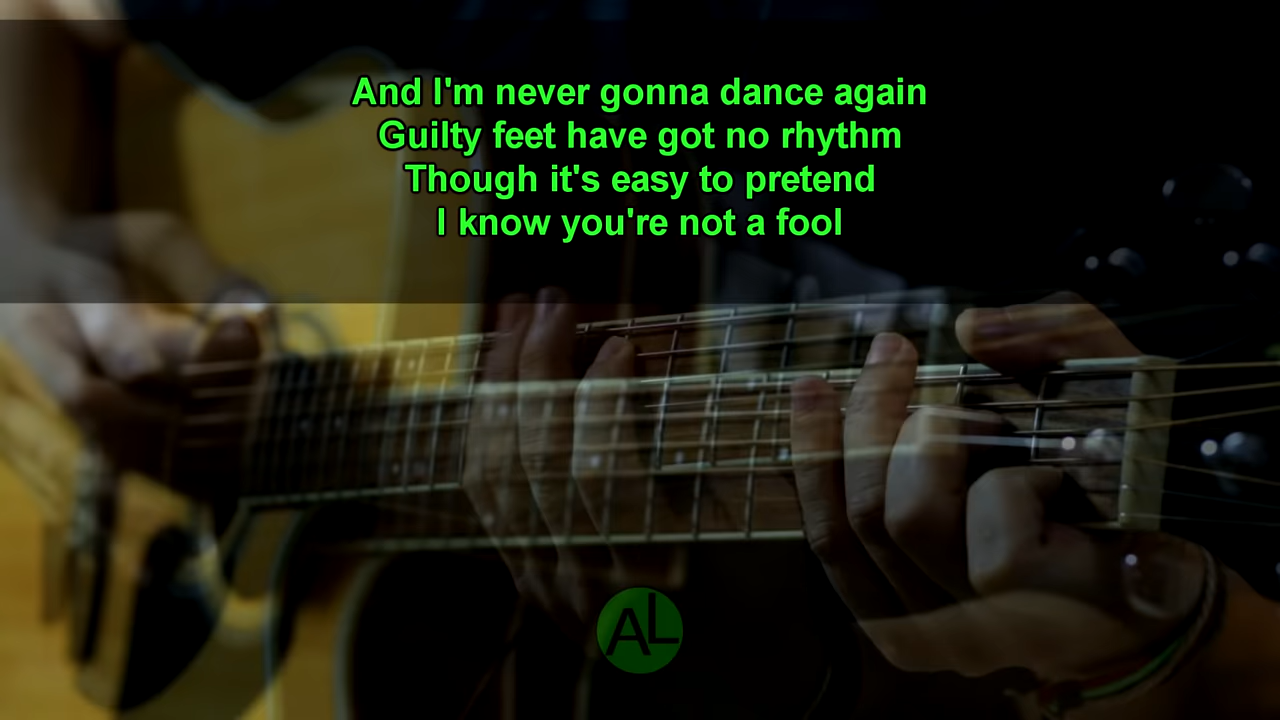 And I'm never gonna dance again
Guilty feet have got no rhythm
Though it's easy to pretend
I know you're not a fool
AL